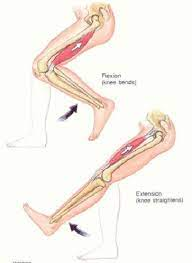 Flexion
(knee bends)
Extension
(knee straightens)